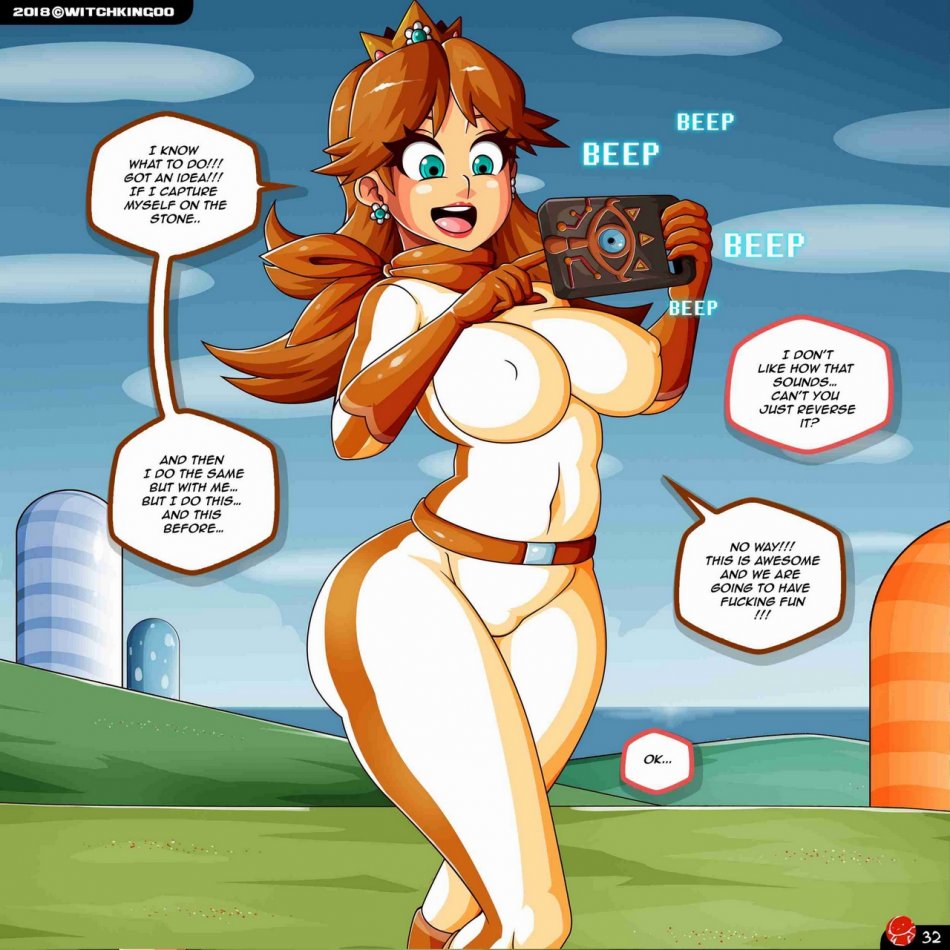 2018©WITCHKING00
I KNOW
WHAT TO DO!!!
GOT AN IDEA!!!
IF I CAPTURE
MYSELF ON THE
STONE..
BEEP
BEEP
BEEP
BEEP
I DON'T
LIKE HOW THAT
SOUNDS...
CAN'T YOU
JUST REVERSE
IT?
AND THEN
I DO THE SAME
BUT WITH ME...
BUT I DO THIS...
AND THIS
BEFORE...
NO WAY!!!
THIS IS AWESOME
AND WE ARE
GOING TO HAVE
FUCKING FUN
!!!
OK...
32